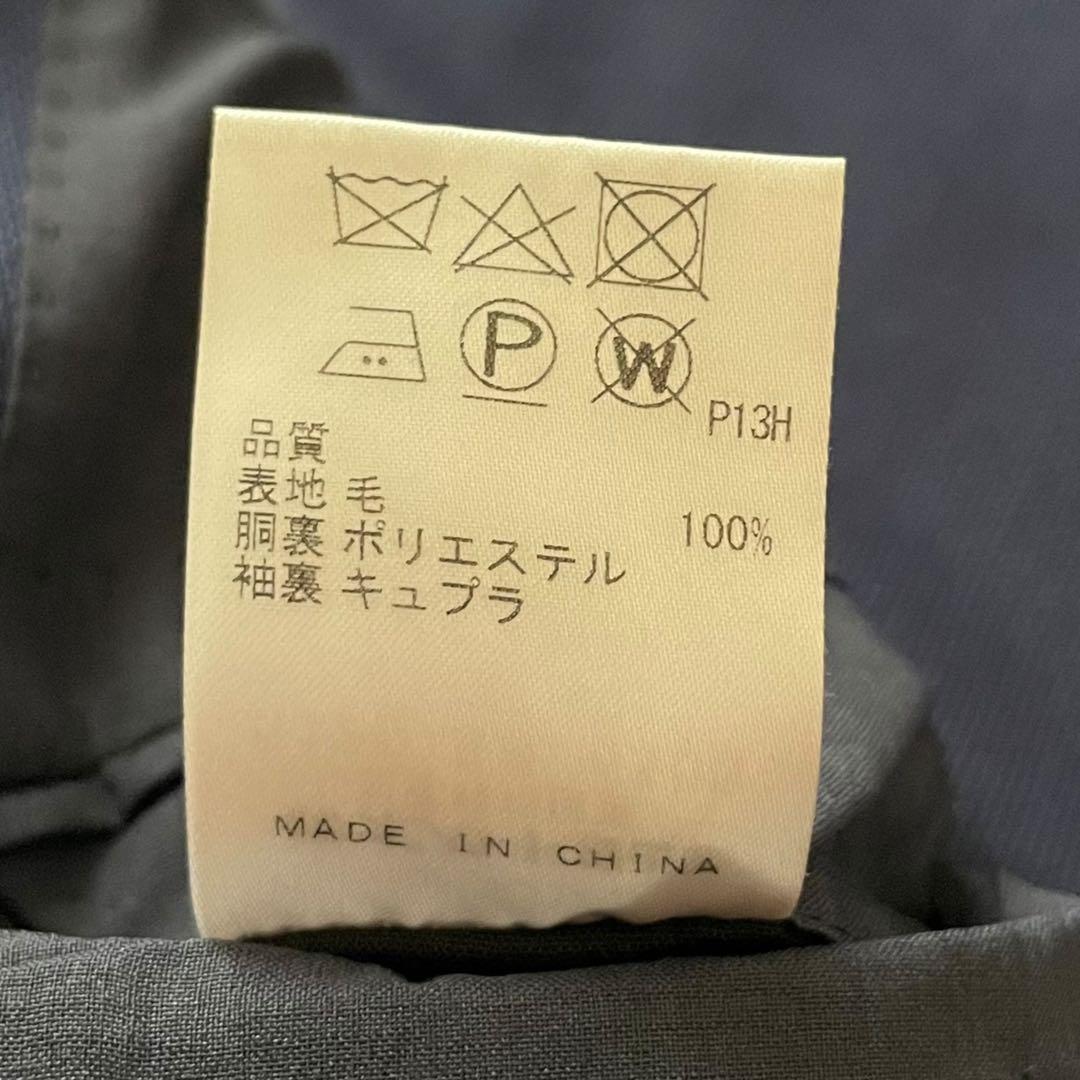 P
W
P13H
品質
表地 毛 100%
胴裏 ポリエステル
袖裏 キュプラ
MADE IN CHINA